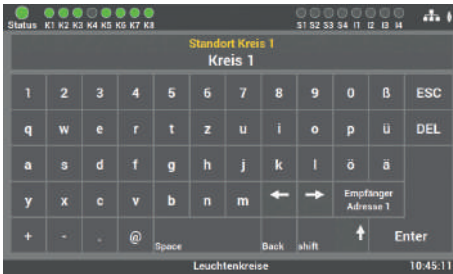 Status K1 K2 K3 K4 K5 K6 K7 K8 S1 S2 S3 S4 I1 I2 I3 I4
Standort Kreis 1
Kreis 1
1 2 3 4 5 6 7 8 9 0 ß ESC
q w e r t z u i o p ü DEL
a s d f g h j k l ö ä
y x c v b n m ← → Empfänger
Adresse 1
+ - . @ Space Back shift ↑ Enter
Leuchtenkreise 10:45:11